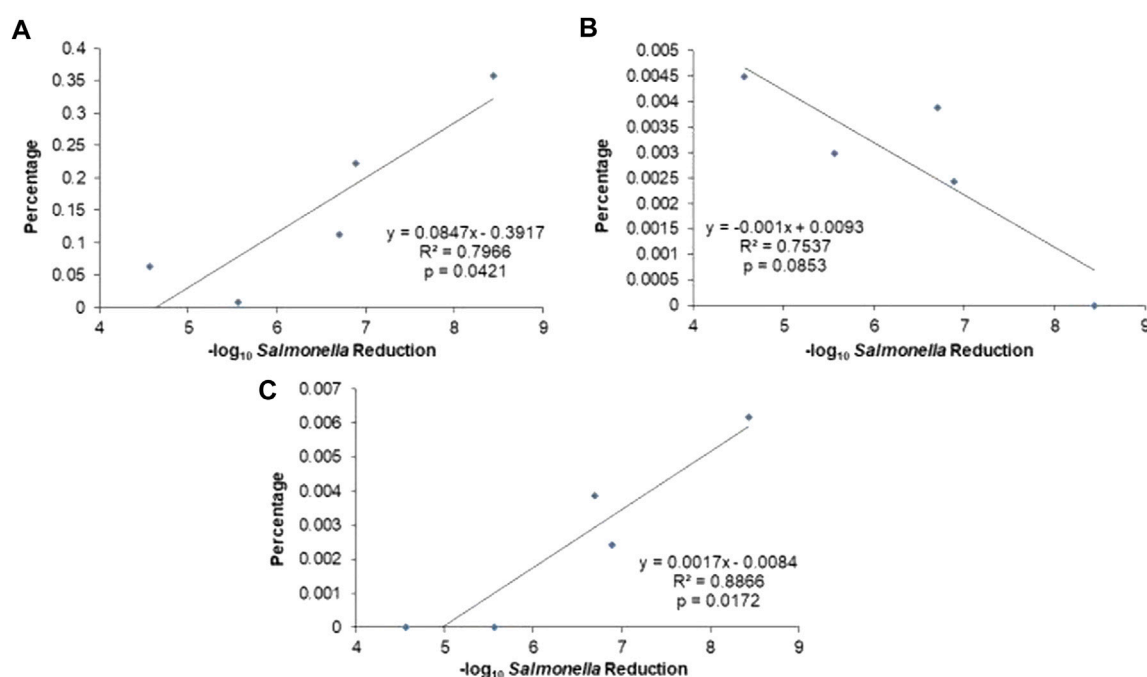 A
0.4
0.35
0.3
0.25
0.2
0.15
0.1
0.05
0
Percentage
y = 0.0847x - 0.3917
R² = 0.7966
p = 0.0421
4 5 6 7 8 9
-log₁₀ Salmonella Reduction
B
0.005
0.0045
0.004
0.0035
0.003
0.0025
0.002
0.0015
0.001
0.0005
0
Percentage
y = -0.001x + 0.0093
R² = 0.7537
p = 0.0853
4 5 6 7 8 9
-log₁₀ Salmonella Reduction
C
0.007
0.006
0.005
0.004
0.003
0.002
0.001
0
Percentage
y = 0.0017x - 0.0084
R² = 0.8866
p = 0.0172
4 5 6 7 8 9
-log₁₀ Salmonella Reduction